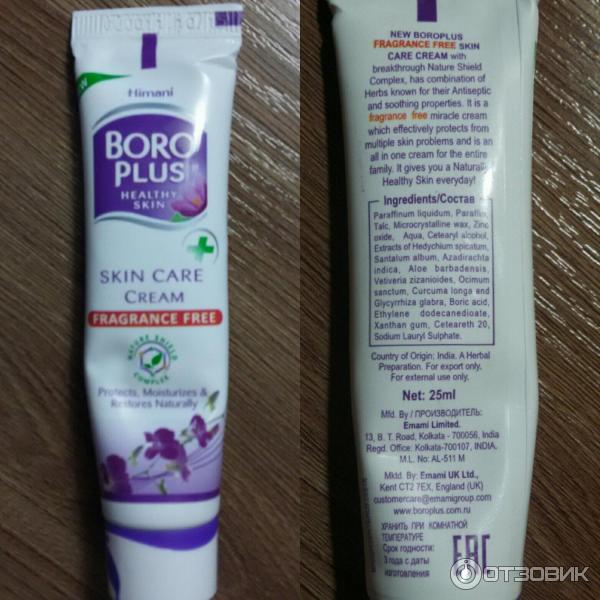 Himani
BORO
PLUS
HEALTHY
SKIN
SKIN CARE
CREAM
FRAGRANCE FREE
NATURE SHIELD
COMPLEX
Protects, Moisturizes &
Restores Naturally
NEW BOROPLUS
FRAGRANCE FREE SKIN
CARE CREAM with
breakthrough Nature Shield
Complex, has combination of
Herbs known for their Antiseptic
and soothing properties. It is a
fragrance free miracle cream
which effectively protects from
multiple skin problems and is an
all in one cream for the entire
family. It gives you a Naturally
Healthy Skin everyday!
Ingredients/Состав
Paraffinum liquidum, Paraffin,
Talc, Microcrystalline wax, Zinc
oxide, Aqua, Cetearyl alcohol,
Extracts of Hedychium spicatum,
Santalum album, Azadirachta
indica, Aloe barbadensis,
Vetiveria zizanioides, Ocimum
sanctum, Curcuma longa and
Glycyrrhiza glabra, Boric acid,
Ethylene dodecanedioate,
Xanthan gum, Ceteareth 20,
Sodium Lauryl Sulphate.
Country of Origin: India. A Herbal
Preparation. For export only.
For external use only.
Net: 25ml
Mfd. By / ПРОИЗВОДИТЕЛЬ:
Emami Limited.
13, B. T. Road, Kolkata - 700056, India
Regd. Office: Kolkata-700107, INDIA.
M.L. No: AL-511 M
Mktd. By: Emami UK Ltd.,
Kent CT2 7EX, England (UK)
customercare@emamigroup.com
www.boroplus.com.ru
ХРАНИТЬ ПРИ КОМНАТНОЙ
ТЕМПЕРАТУРЕ
Срок годности:
3 года с даты
изготовления
EAC
ОТЗОВИК